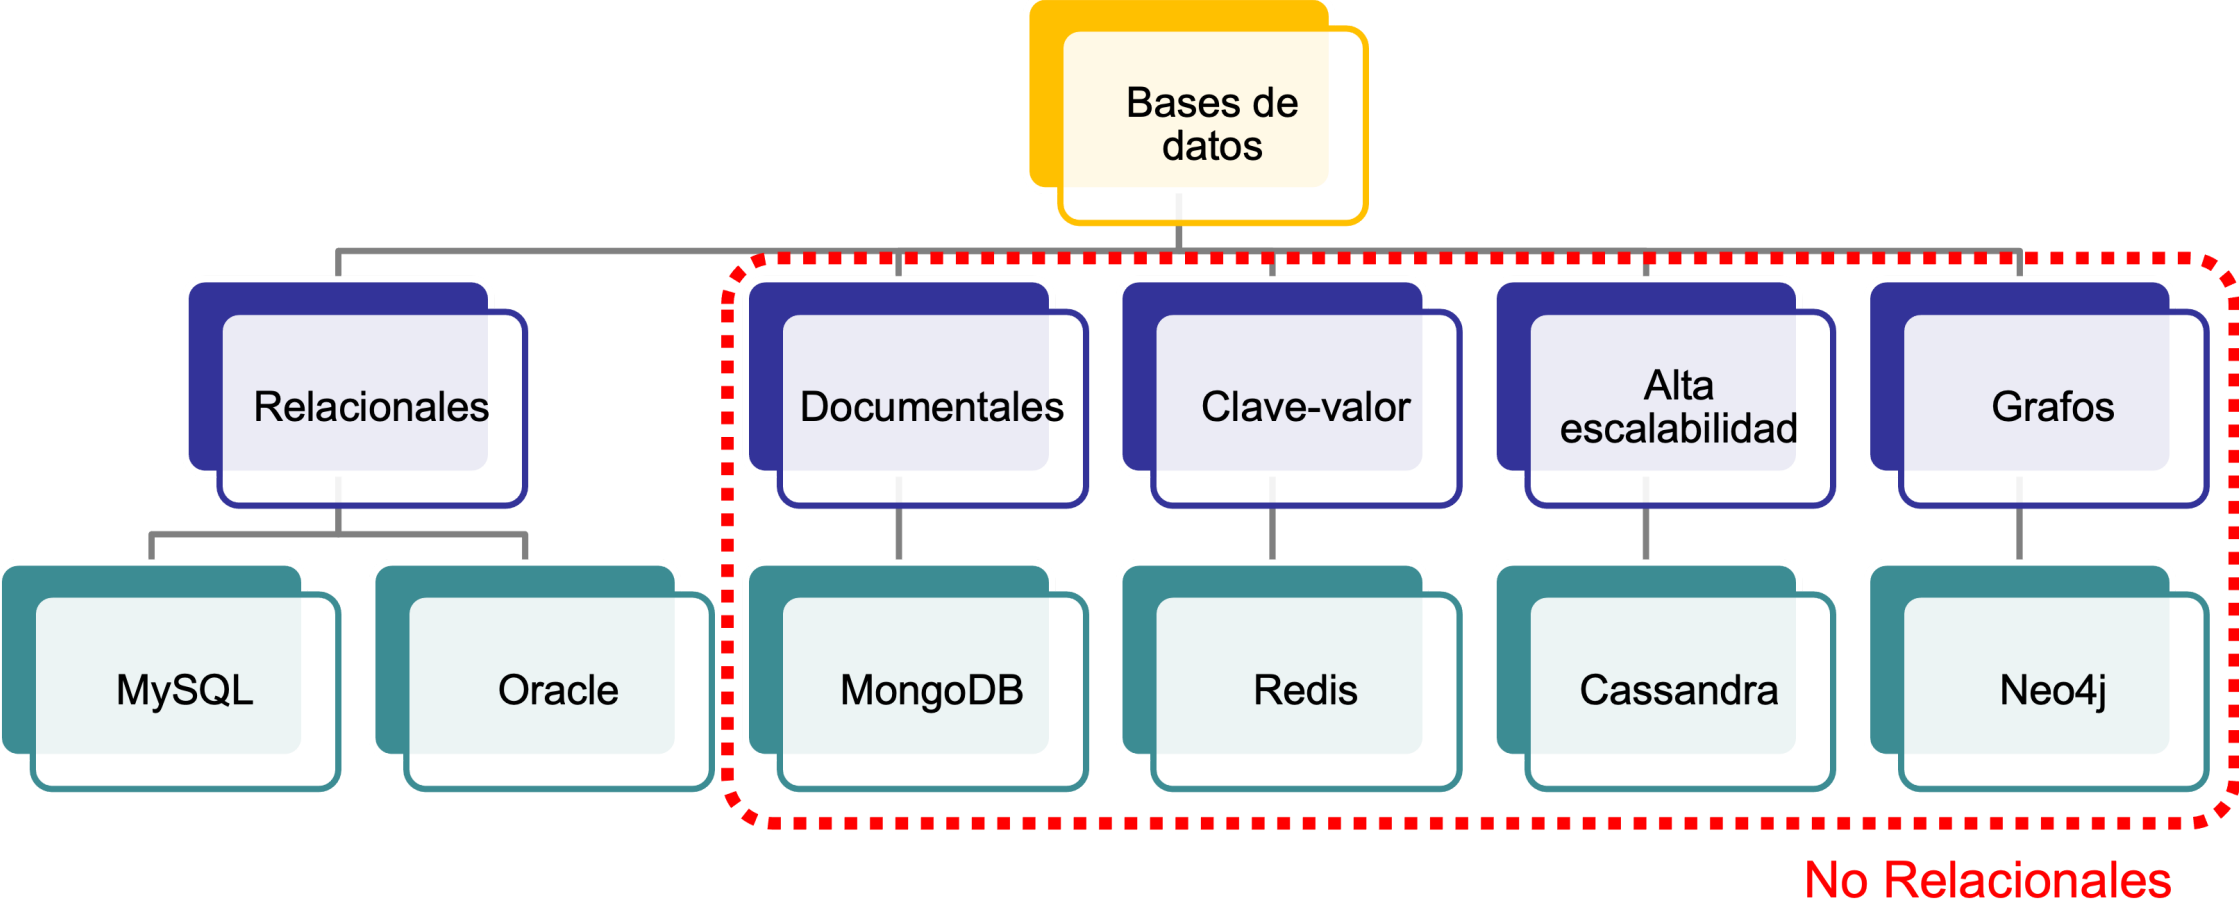 Bases de
datos
Relacionales
Documentales
Clave-valor
Alta
escalabilidad
Grafos
MySQL
Oracle
MongoDB
Redis
Cassandra
Neo4j
No Relacionales